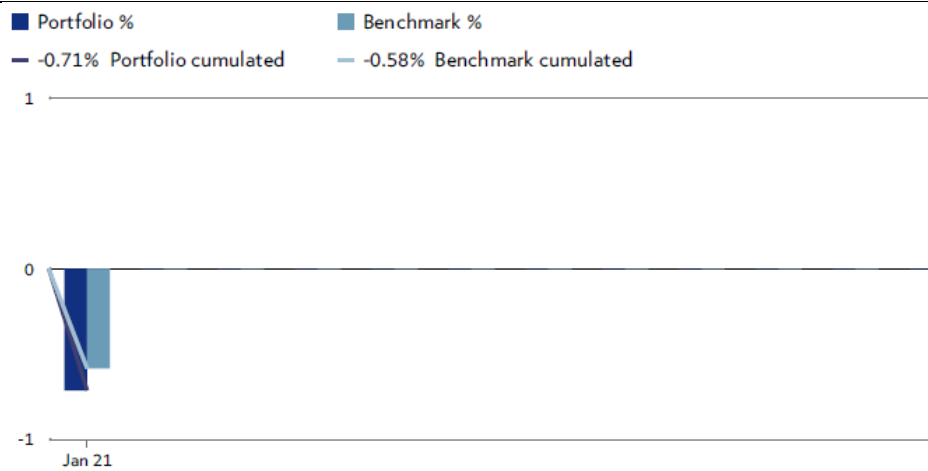 Portfolio % Benchmark %
-0.71% Portfolio cumulated -0.58% Benchmark cumulated
1
0
-1
Jan 21